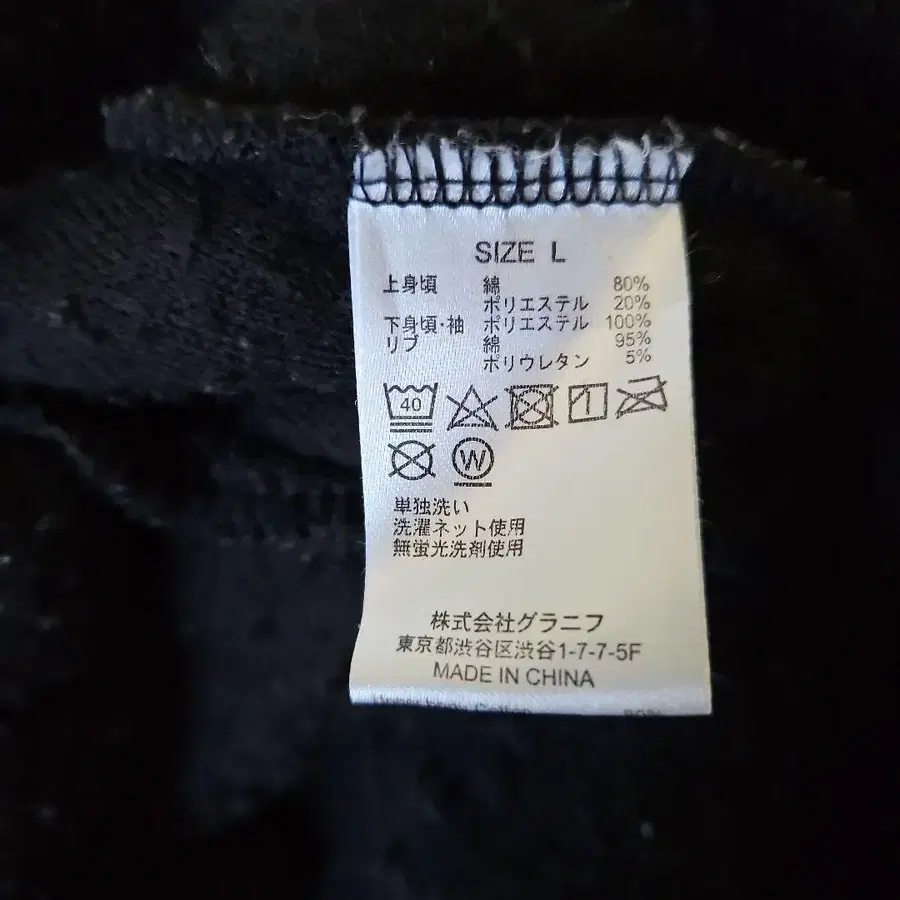 SIZE L
上身頃 綿 80%
ポリエステル 20%
下身頃・袖 ポリエステル 100%
リブ 綿 95%
ポリウレタン 5%
40
W
単独洗い
洗濯ネット使用
無蛍光洗剤使用
株式会社グラニフ
東京都渋谷区渋谷1-7-7-5F
MADE IN CHINA